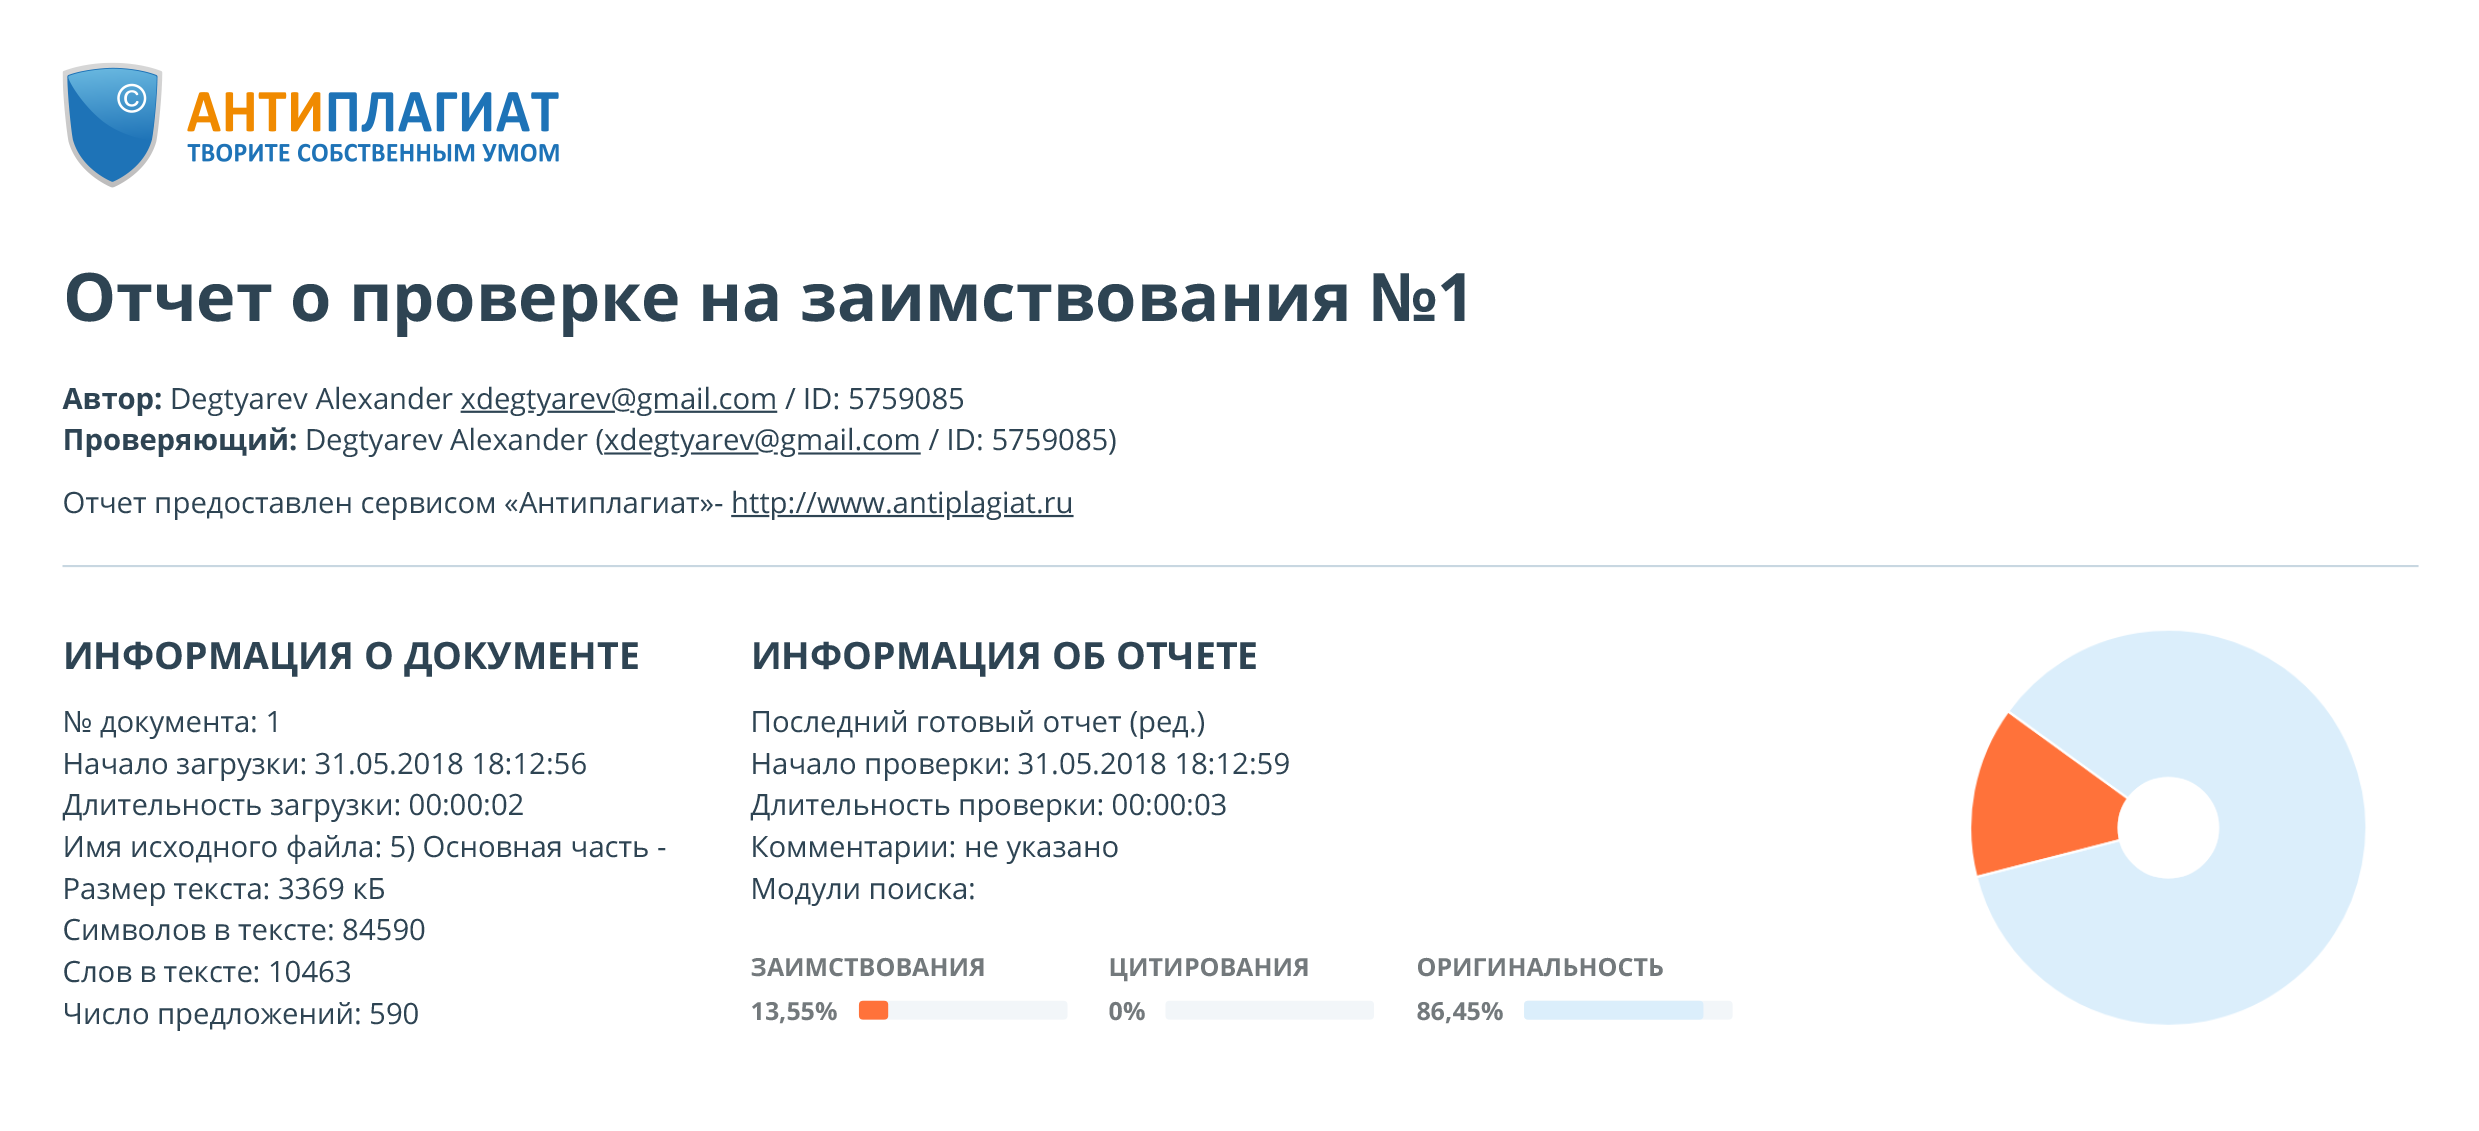 ©
АНТИПЛАГИАТ
ТВОРИТЕ СОБСТВЕННЫМ УМОМ
Отчет о проверке на заимствования №1
Автор: Degtyarev Alexander xdegtyarev@gmail.com / ID: 5759085
Проверяющий: Degtyarev Alexander (xdegtyarev@gmail.com / ID: 5759085)
Отчет предоставлен сервисом «Антиплагиат»- http://www.antiplagiat.ru
ИНФОРМАЦИЯ О ДОКУМЕНТЕ
№ документа: 1
Начало загрузки: 31.05.2018 18:12:56
Длительность загрузки: 00:00:02
Имя исходного файла: 5) Основная часть -
Размер текста: 3369 кБ
Символов в тексте: 84590
Слов в тексте: 10463
Число предложений: 590
ИНФОРМАЦИЯ ОБ ОТЧЕТЕ
Последний готовый отчет (ред.)
Начало проверки: 31.05.2018 18:12:59
Длительность проверки: 00:00:03
Комментарии: не указано
Модули поиска:
ЗАИМСТВОВАНИЯ
13,55%
ЦИТИРОВАНИЯ
0%
ОРИГИНАЛЬНОСТЬ
86,45%